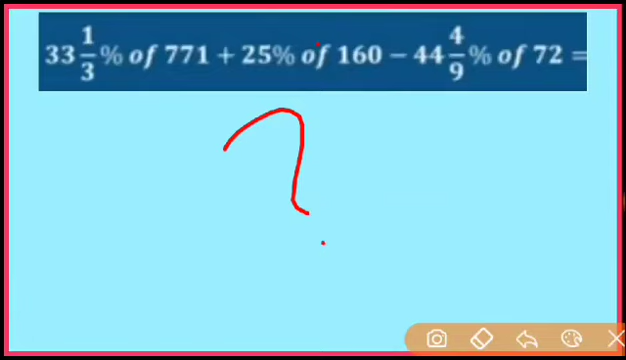 33 1/3 % of 771 + 25% of 160 − 44 4/9 % of 72 =
?